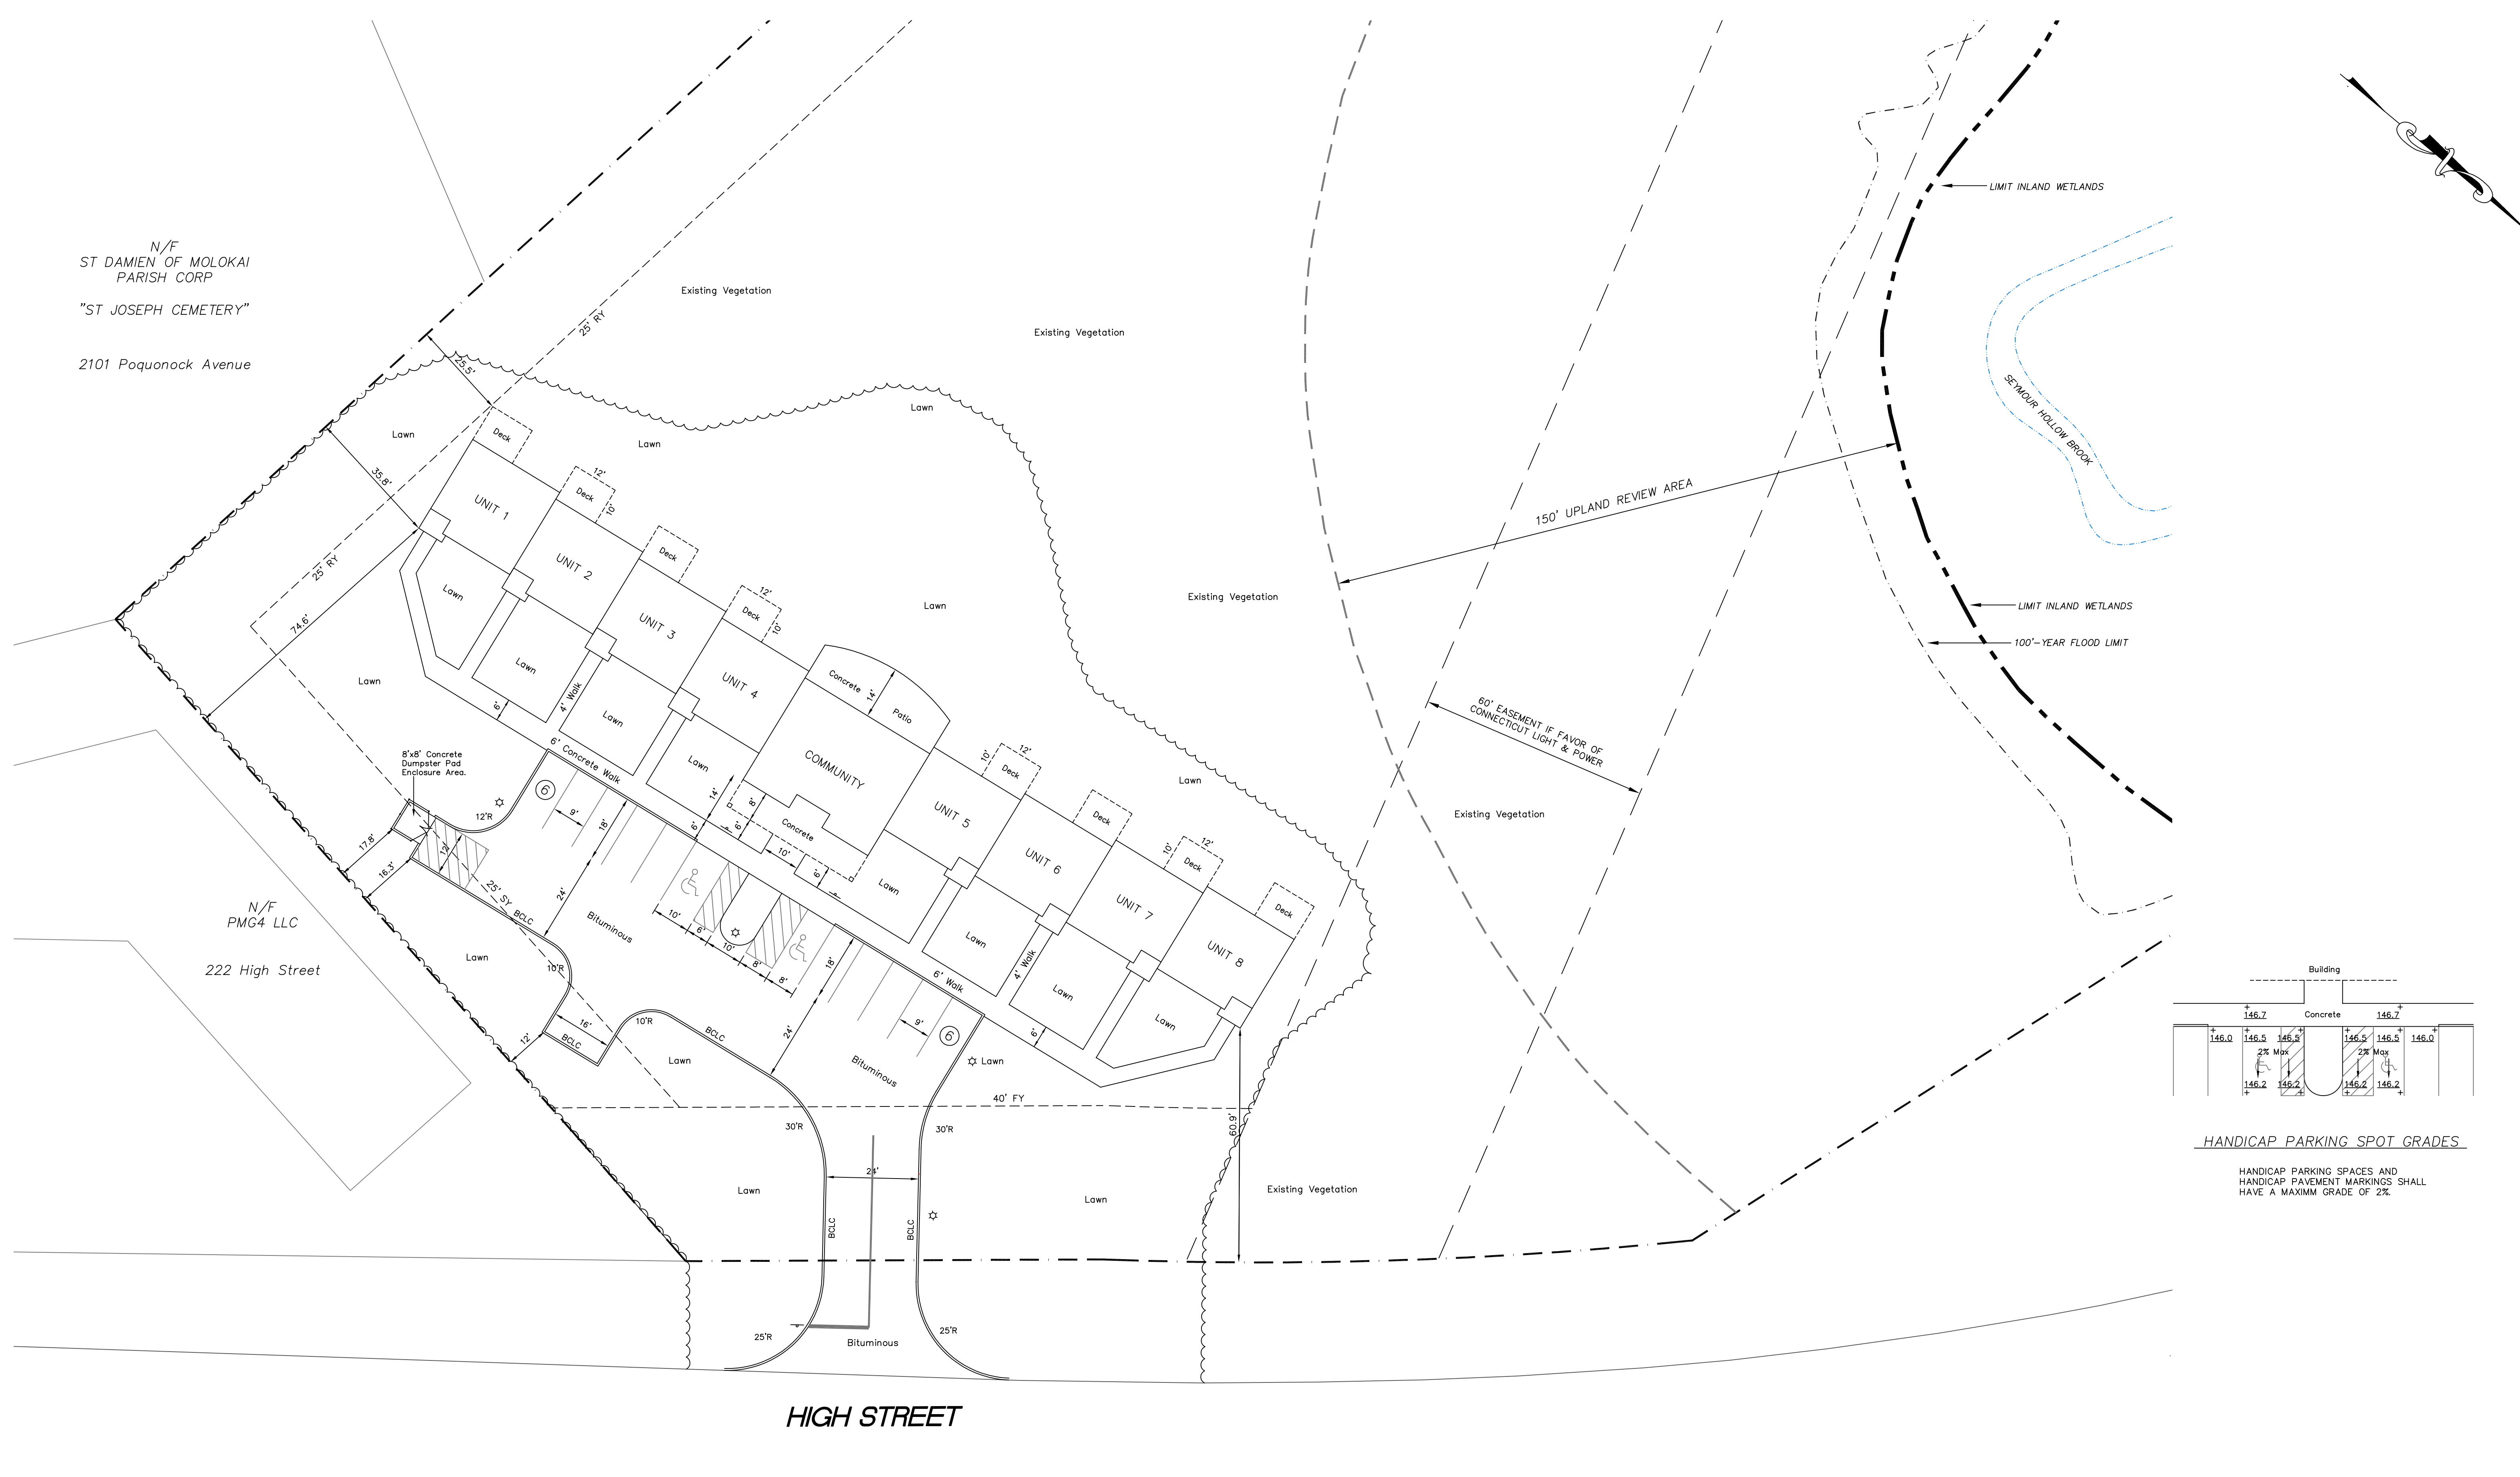 N/F
ST DAMIEN OF MOLOKAI
PARISH CORP
"ST JOSEPH CEMETERY"
2101 Poquonock Avenue
Existing Vegetation
Existing Vegetation
25' RY
25.5'
Lawn
Lawn
Lawn
35.8'
25' RY
74.6'
Deck
12'
Deck
10'
Deck
12'
Deck
10'
UNIT 1
UNIT 2
UNIT 3
UNIT 4
Lawn
Lawn
Lawn
Lawn
Lawn
4' Walk
6'
6' Concrete Walk
Concrete
14'
Patio
COMMUNITY
Lawn
Existing Vegetation
Lawn
10'
12'
Deck
Deck
10'
12'
Deck
Deck
UNIT 5
UNIT 6
UNIT 7
UNIT 8
14'
8'
6'
6'
Concrete
10'
6'
Lawn
Lawn
Lawn
Lawn
4' Walk
6' Walk
6'
8'x8' Concrete
Dumpster Pad
Enclosure Area.
12'R
6
9'
18'
17.8'
16.3'
12'
25' SY
BCLC
24'
Bituminous
10'
6'
10'
8'
8'
18'
24'
9'
6
Lawn
Bituminous
N/F
PMG4 LLC
222 High Street
Lawn
10'R
16'
12'
BCLC
10'R
BCLC
Lawn
40' FY
30'R
30'R
24'
Lawn
BCLC
BCLC
Lawn
60.9'
Existing Vegetation
25'R
Bituminous
25'R
HIGH STREET
LIMIT INLAND WETLANDS
SEYMOUR HOLLOW BROOK
150' UPLAND REVIEW AREA
LIMIT INLAND WETLANDS
100'-YEAR FLOOD LIMIT
60' EASEMENT IF FAVOR OF
CONNECTICUT LIGHT & POWER
Existing Vegetation
Building
146.7
Concrete
146.7
146.0
146.5
146.5
146.5
146.5
146.0
2% Max
2% Max
146.2
146.2
146.2
146.2
HANDICAP PARKING SPOT GRADES
HANDICAP PARKING SPACES AND
HANDICAP PAVEMENT MARKINGS SHALL
HAVE A MAXIMM GRADE OF 2%.